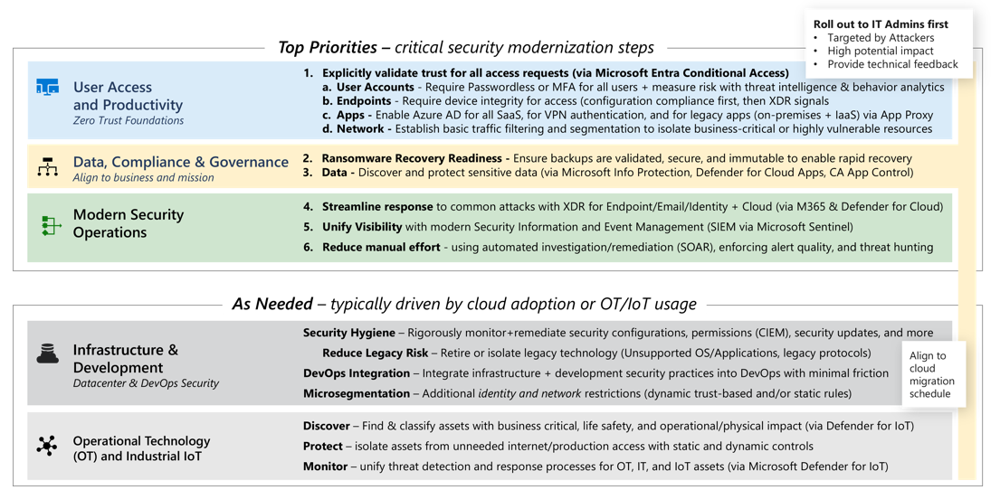 Roll out to IT Admins first
• Targeted by Attackers
• High potential impact
• Provide technical feedback
Top Priorities – critical security modernization steps
User Access
and Productivity
Zero Trust Foundations
1. Explicitly validate trust for all access requests (via Microsoft Entra Conditional Access)
a. User Accounts - Require Passwordless or MFA for all users + measure risk with threat intelligence & behavior analytics
b. Endpoints - Require device integrity for access (configuration compliance first, then XDR signals
c. Apps - Enable Azure AD for all SaaS, for VPN authentication, and for legacy apps (on-premises + IaaS) via App Proxy
d. Network - Establish basic traffic filtering and segmentation to isolate business-critical or highly vulnerable resources
Data, Compliance & Governance
Align to business and mission
2. Ransomware Recovery Readiness - Ensure backups are validated, secure, and immutable to enable rapid recovery
3. Data - Discover and protect sensitive data (via Microsoft Info Protection, Defender for Cloud Apps, CA App Control)
Modern Security
Operations
4. Streamline response to common attacks with XDR for Endpoint/Email/Identity + Cloud (via M365 & Defender for Cloud)
5. Unify Visibility with modern Security Information and Event Management (SIEM via Microsoft Sentinel)
6. Reduce manual effort - using automated investigation/remediation (SOAR), enforcing alert quality, and threat hunting
As Needed – typically driven by cloud adoption or OT/IoT usage
Infrastructure &
Development
Datacenter & DevOps Security
Security Hygiene – Rigorously monitor+remediate security configurations, permissions (CIEM), security updates, and more
Reduce Legacy Risk – Retire or isolate legacy technology (Unsupported OS/Applications, legacy protocols)
DevOps Integration – Integrate infrastructure + development security practices into DevOps with minimal friction
Microsegmentation – Additional identity and network restrictions (dynamic trust-based and/or static rules)
Align to
cloud
migration
schedule
Operational Technology
(OT) and Industrial IoT
Discover – Find & classify assets with business critical, life safety, and operational/physical impact (via Defender for IoT)
Protect – isolate assets from unneeded internet/production access with static and dynamic controls
Monitor – unify threat detection and response processes for OT, IT, and IoT assets (via Microsoft Defender for IoT)